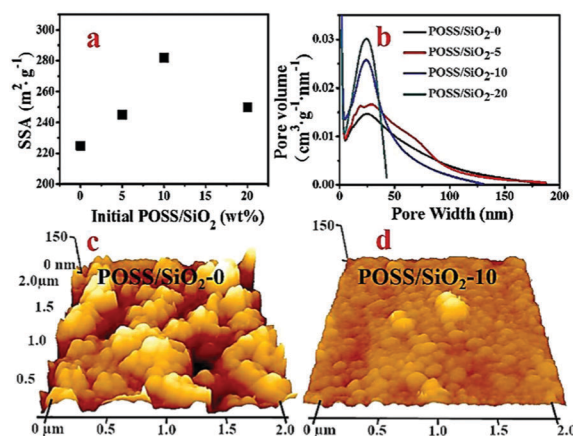 a
300
280
260
240
220
200
SSA (m²·g⁻¹)
0 5 10 15 20
Initial POSS/SiO₂ (wt%)
b
POSS/SiO₂-0
POSS/SiO₂-5
POSS/SiO₂-10
POSS/SiO₂-20
0.03
0.02
0.01
0.00
Pore volume
(cm³·g⁻¹·nm⁻¹)
0 50 100 150 200
Pore Width (nm)
c
150
0 nm
POSS/SiO₂-0
2.0μm
1.5
1.0
0.5
0 μm 0.5 1.0 1.5 2.0
d
150
POSS/SiO₂-10
0 μm 0.5 1.0 1.5 2.0